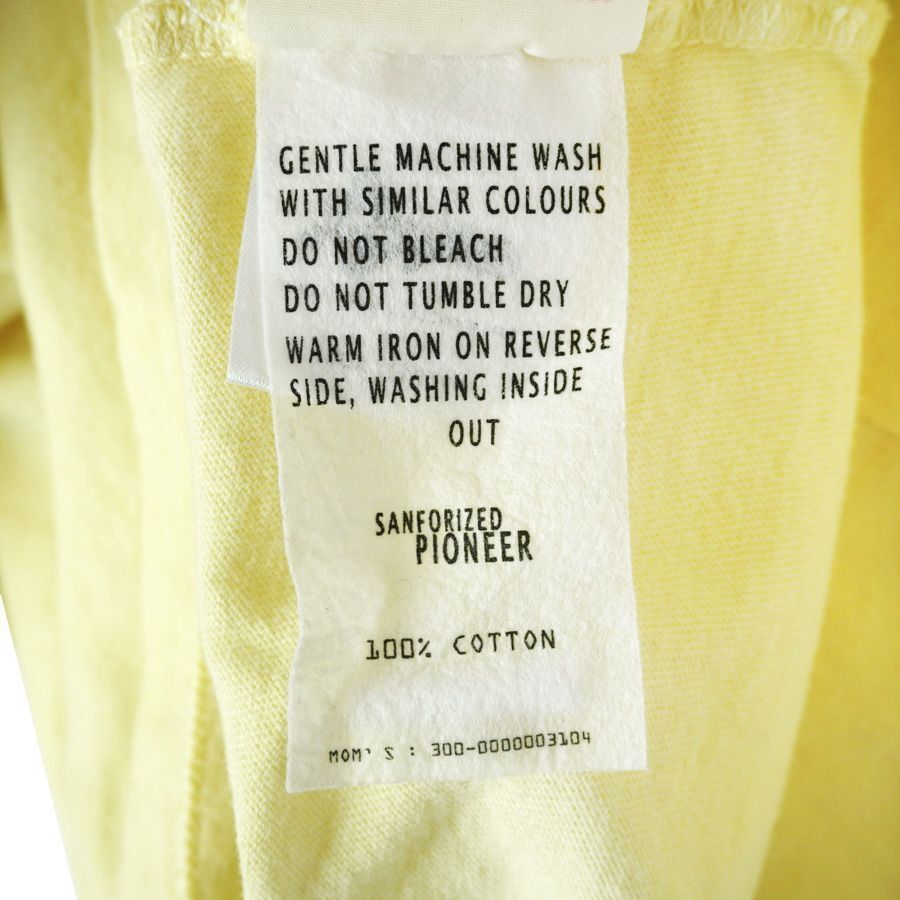 GENTLE MACHINE WASH
WITH SIMILAR COLOURS
DO NOT BLEACH
DO NOT TUMBLE DRY
WARM IRON ON REVERSE
SIDE, WASHING INSIDE
OUT
SANFORIZED
PIONEER
100% COTTON
MOM' S : 300-0000003104